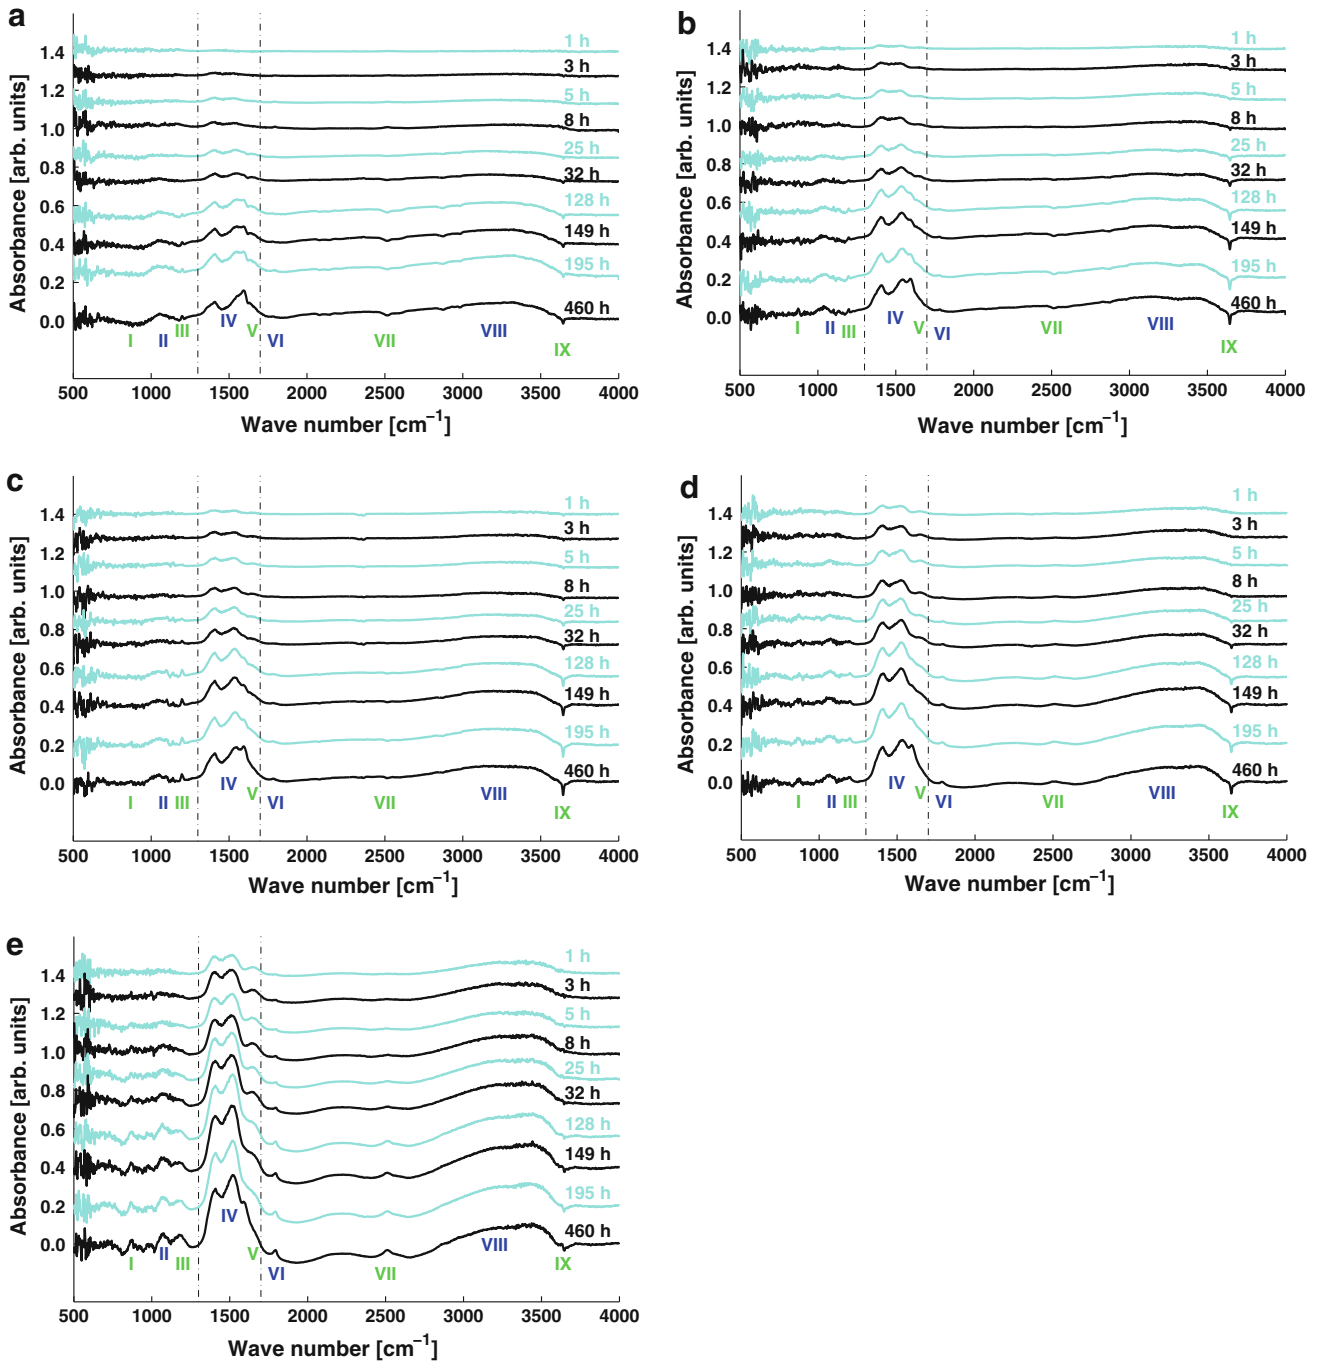 a
1.4
1.2
1.0
0.8
0.6
0.4
0.2
0.0
Absorbance [arb. units]
1 h
3 h
5 h
8 h
25 h
32 h
128 h
149 h
195 h
460 h
I II III IV V VI VII VIII IX
500 1000 1500 2000 2500 3000 3500 4000
Wave number [cm⁻¹]
b
1.4
1.2
1.0
0.8
0.6
0.4
0.2
0.0
Absorbance [arb. units]
1 h
3 h
5 h
8 h
25 h
32 h
128 h
149 h
195 h
460 h
I II III IV V VI VII VIII IX
500 1000 1500 2000 2500 3000 3500 4000
Wave number [cm⁻¹]
c
1.4
1.2
1.0
0.8
0.6
0.4
0.2
0.0
Absorbance [arb. units]
1 h
3 h
5 h
8 h
25 h
32 h
128 h
149 h
195 h
460 h
I II III IV V VI VII VIII IX
500 1000 1500 2000 2500 3000 3500 4000
Wave number [cm⁻¹]
d
1.4
1.2
1.0
0.8
0.6
0.4
0.2
0.0
Absorbance [arb. units]
1 h
3 h
5 h
8 h
25 h
32 h
128 h
149 h
195 h
460 h
I II III IV V VI VII VIII IX
500 1000 1500 2000 2500 3000 3500 4000
Wave number [cm⁻¹]
e
1.4
1.2
1.0
0.8
0.6
0.4
0.2
0.0
Absorbance [arb. units]
1 h
3 h
5 h
8 h
25 h
32 h
128 h
149 h
195 h
460 h
I II III IV V VI VII VIII IX
500 1000 1500 2000 2500 3000 3500 4000
Wave number [cm⁻¹]